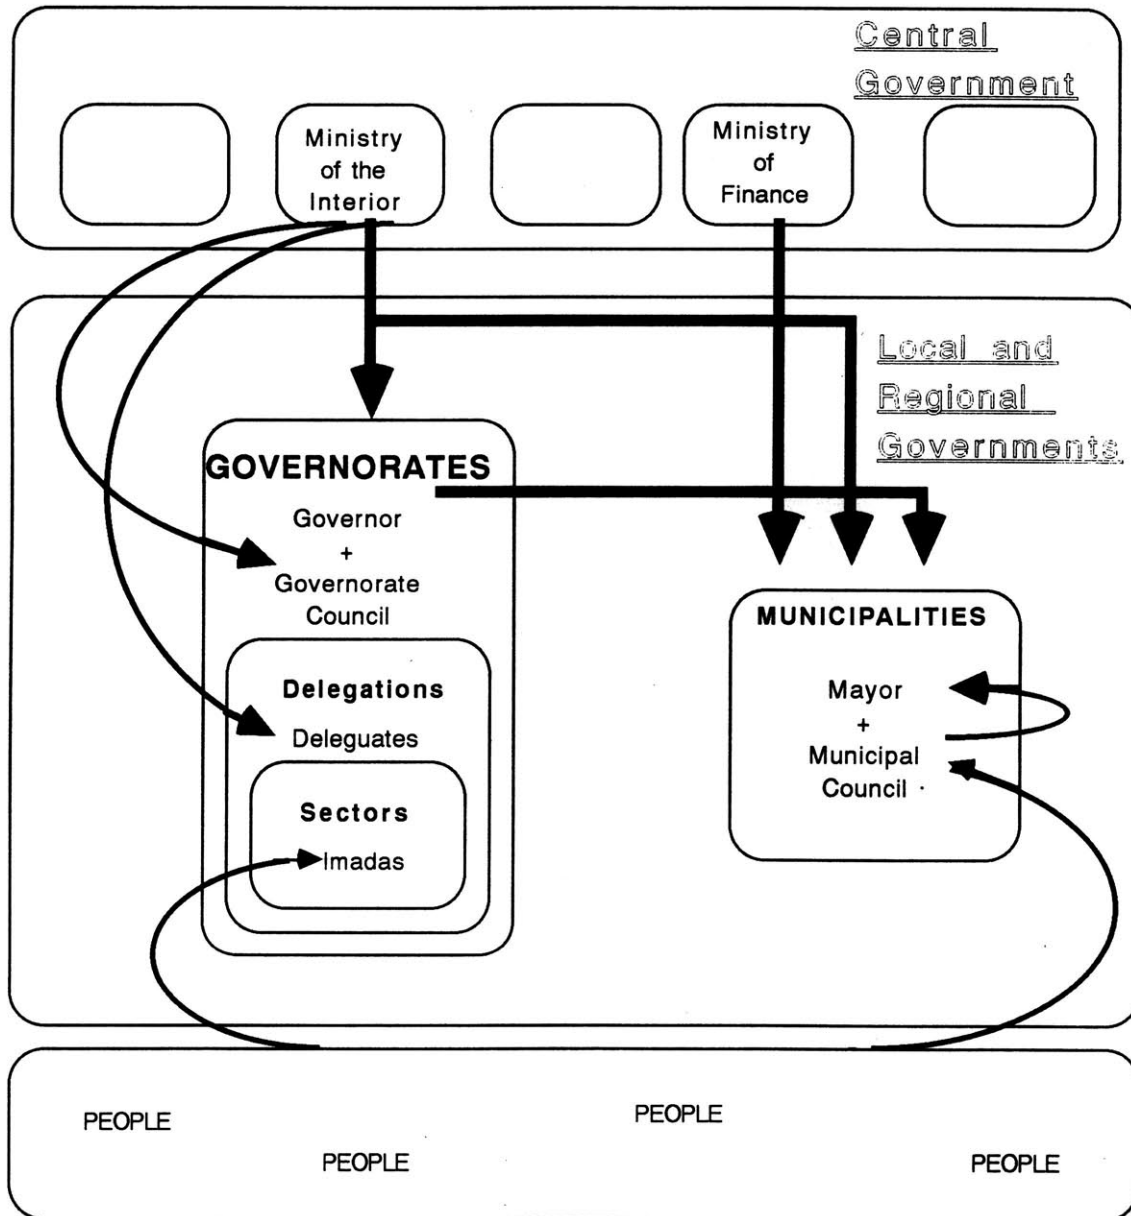 Central
Government
Ministry
of the
Interior
Ministry
of
Finance
Local and
Regional
Governments
GOVERNORATES
Governor
+
Governorate
Council
Delegations
Deleguates
Sectors
Imadas
MUNICIPALITIES
Mayor
+
Municipal
Council
PEOPLE
PEOPLE
PEOPLE
PEOPLE